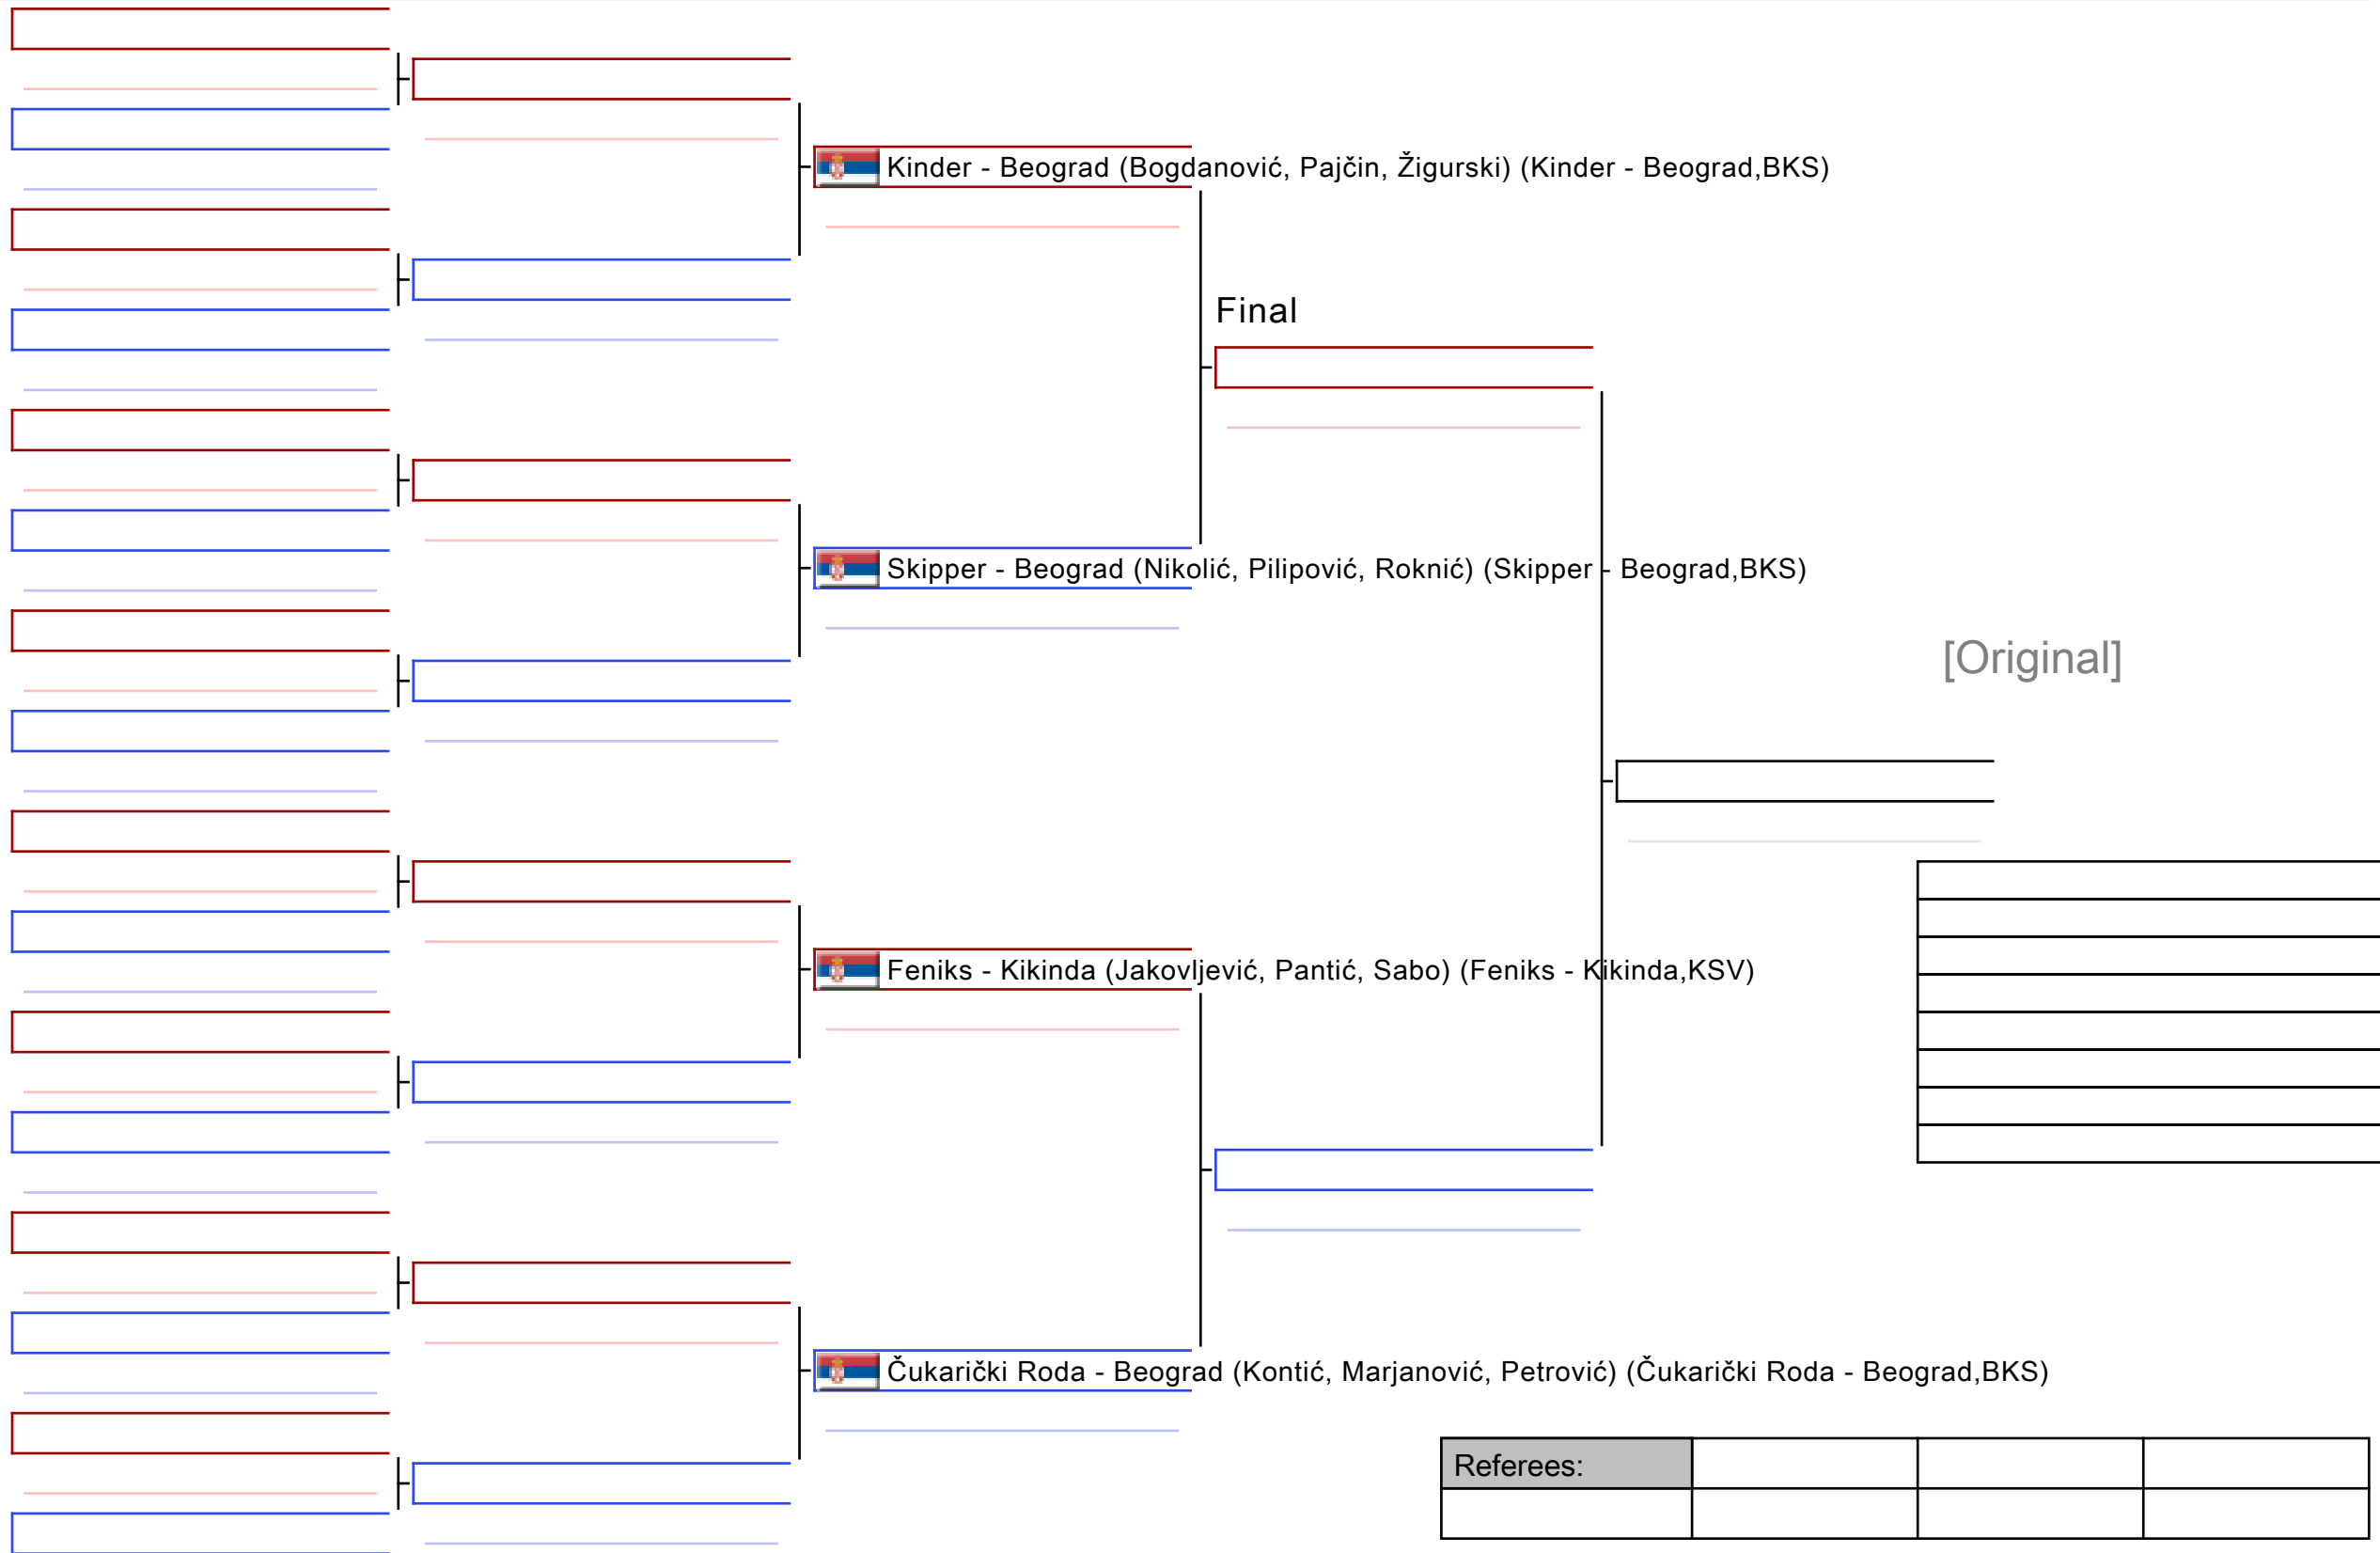 Kinder - Beograd (Bogdanović, Pajčin, Žigurski) (Kinder - Beograd,BKS)
Final
Skipper - Beograd (Nikolić, Pilipović, Roknić) (Skipper - Beograd,BKS)
[Original]
Feniks - Kikinda (Jakovljević, Pantić, Sabo) (Feniks - Kikinda,KSV)
Čukarički Roda - Beograd (Kontić, Marjanović, Petrović) (Čukarički Roda - Beograd,BKS)
Referees: